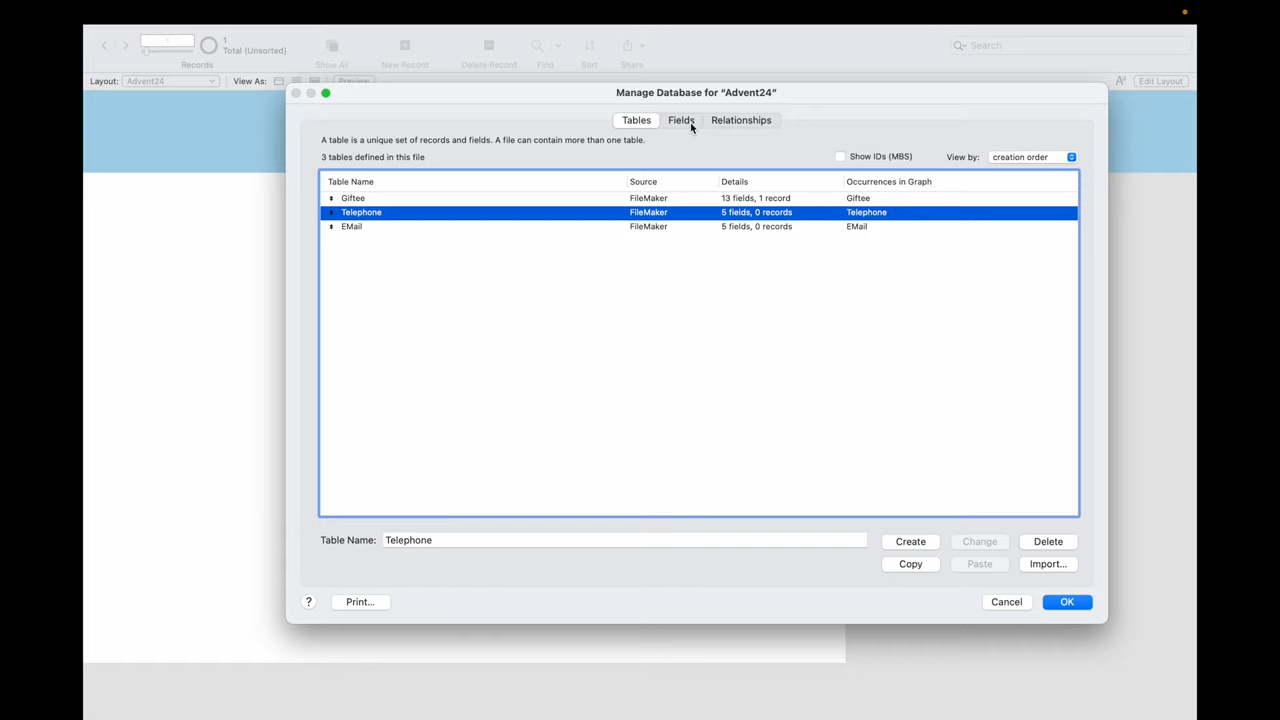 1
1
Total (Unsorted)
Records
Show All
New Record
Delete Record
Find
Sort
Share
Search
Layout: Advent24
View As:
Preview
Edit Layout
Manage Database for “Advent24”
Tables Fields Relationships
A table is a unique set of records and fields. A file can contain more than one table.
3 tables defined in this file
Show IDs (MBS)
View by: creation order
Table Name Source Details Occurrences in Graph
Giftee FileMaker 13 fields, 1 record Giftee
Telephone FileMaker 5 fields, 0 records Telephone
EMail FileMaker 5 fields, 0 records EMail
Table Name: Telephone
Create Change Delete
Copy Paste Import...
? Print... Cancel OK